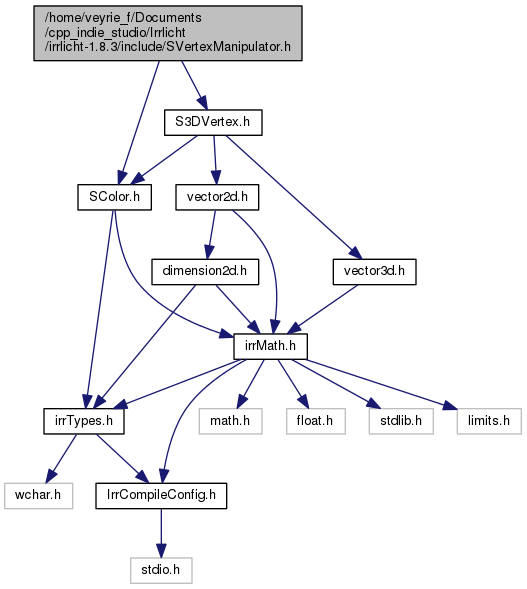 /home/veyrie_f/Documents
/cpp_indie_studio/Irrlicht
/irrlicht-1.8.3/include/SVertexManipulator.h
S3DVertex.h
SColor.h
vector2d.h
dimension2d.h
vector3d.h
irrMath.h
irrTypes.h
math.h
float.h
stdlib.h
limits.h
wchar.h
IrrCompileConfig.h
stdio.h